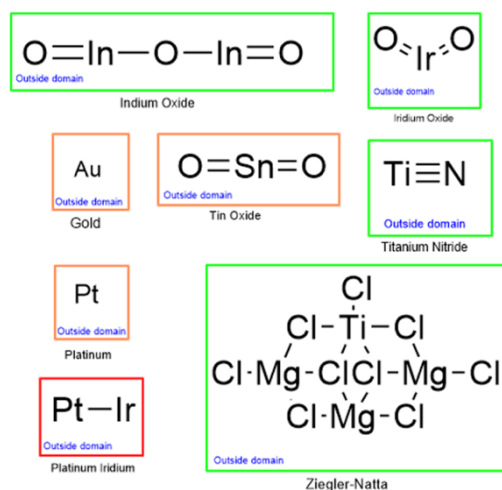 O=In—O—In=O
Outside domain
Indium Oxide
O Ir O
Outside domain
Iridium Oxide
Au
Outside domain
Gold
O=Sn=O
Outside domain
Tin Oxide
Ti≡N
Outside domain
Titanium Nitride
Pt
Outside domain
Platinum
Pt—Ir
Outside domain
Platinum Iridium
Cl
Cl-Ti-Cl
Cl-Mg-ClCl-Mg-Cl
Cl-Mg-Cl
Outside domain
Ziegler-Natta